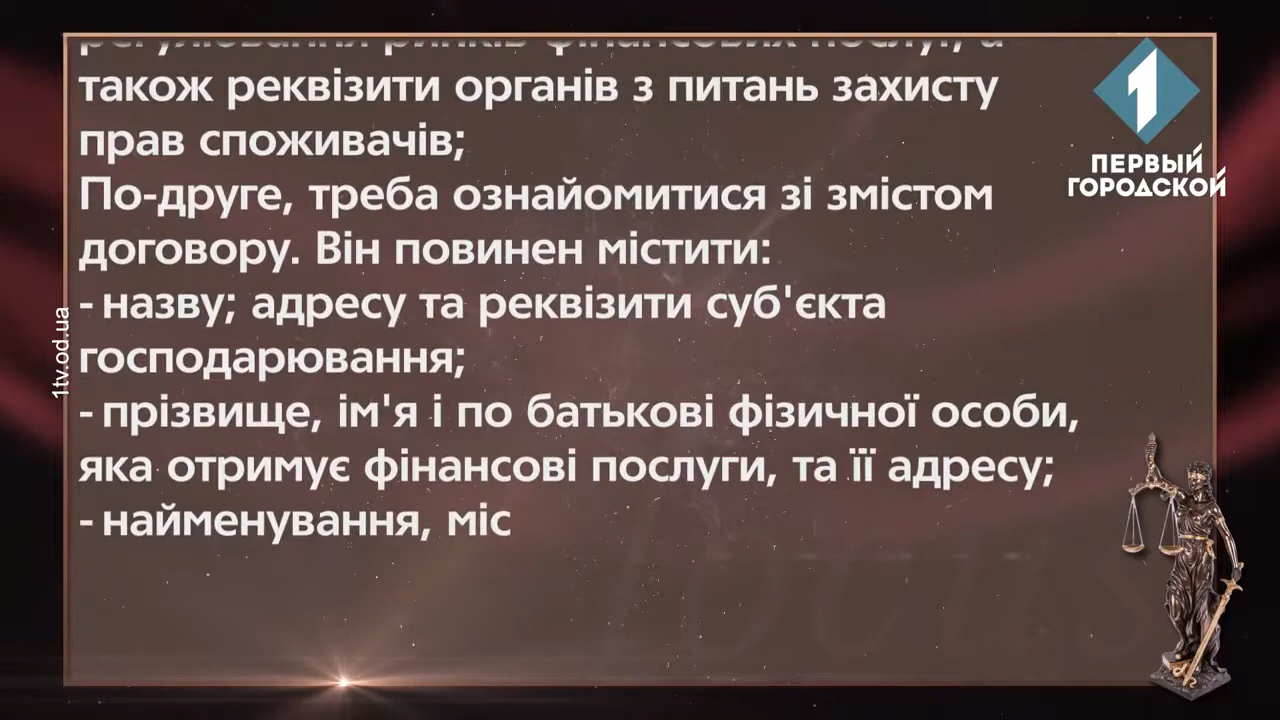 також реквізити органів з питань захисту
прав споживачів;
По-друге, треба ознайомитися зі змістом
договору. Він повинен містити:
- назву; адресу та реквізити суб'єкта
господарювання;
- прізвище, ім'я і по батькові фізичної особи,
яка отримує фінансові послуги, та її адресу;
- найменування, міс
1
ПЕРВЫЙ
ГОРОДСКОЙ
1tv.od.ua